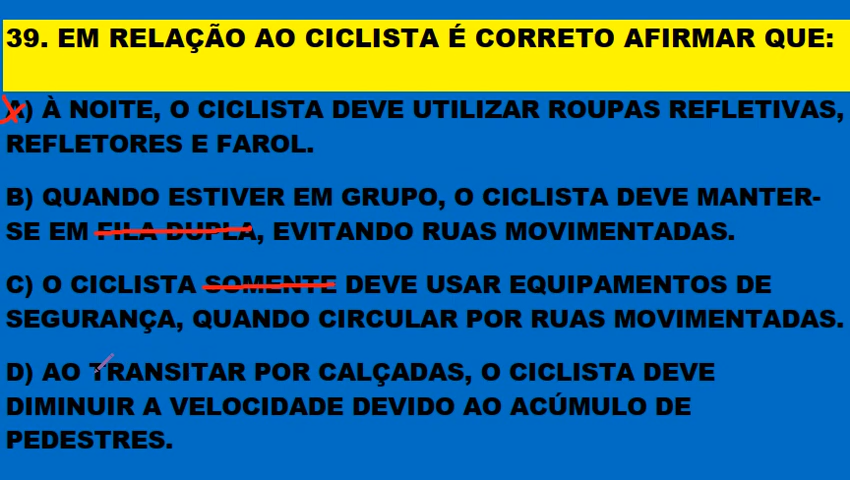 39. EM RELAÇÃO AO CICLISTA É CORRETO AFIRMAR QUE:
A) À NOITE, O CICLISTA DEVE UTILIZAR ROUPAS REFLETIVAS,
REFLETORES E FAROL.
B) QUANDO ESTIVER EM GRUPO, O CICLISTA DEVE MANTER-
SE EM FILA DUPLA, EVITANDO RUAS MOVIMENTADAS.
C) O CICLISTA SOMENTE DEVE USAR EQUIPAMENTOS DE
SEGURANÇA, QUANDO CIRCULAR POR RUAS MOVIMENTADAS.
D) AO TRANSITAR POR CALÇADAS, O CICLISTA DEVE
DIMINUIR A VELOCIDADE DEVIDO AO ACÚMULO DE
PEDESTRES.